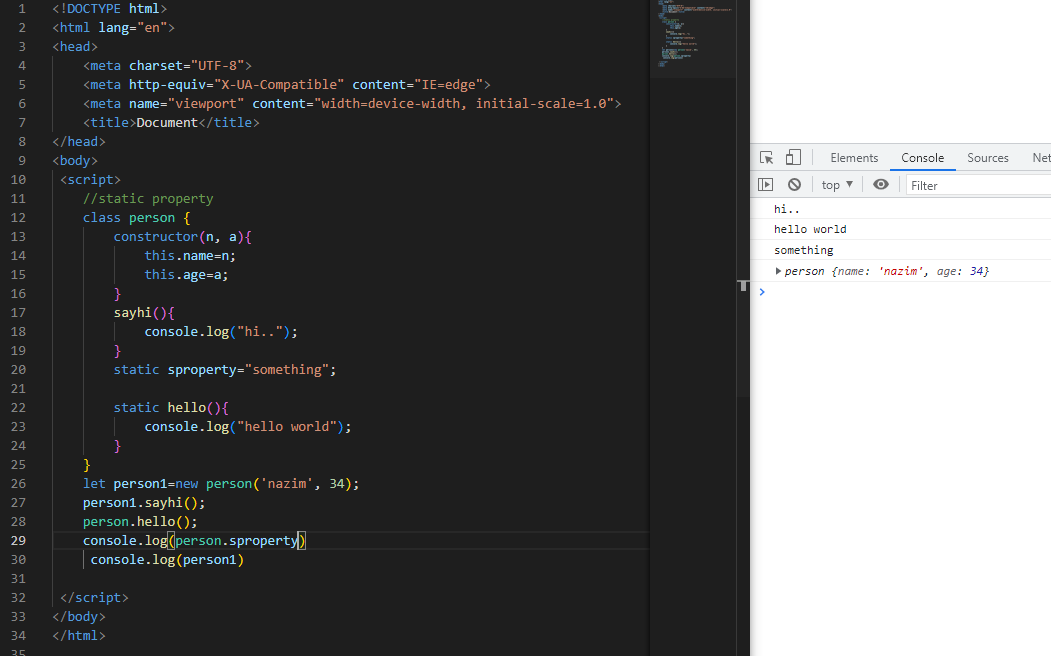 1 <!DOCTYPE html>
2 <html lang="en">
3 <head>
4 <meta charset="UTF-8">
5 <meta http-equiv="X-UA-Compatible" content="IE=edge">
6 <meta name="viewport" content="width=device-width, initial-scale=1.0">
7 <title>Document</title>
8 </head>
9 <body>
10 <script>
11 //static property
12 class person {
13 constructor(n, a){
14 this.name=n;
15 this.age=a;
16 }
17 sayhi(){
18 console.log("hi..");
19 }
20 static sproperty="something";
21
22 static hello(){
23 console.log("hello world");
24 }
25 }
26 let person1=new person('nazim', 34);
27 person1.sayhi();
28 person.hello();
29 console.log(person.sproperty)
30 console.log(person1)
31
32 </script>
33 </body>
34 </html>
35
Elements Console Sources Net
top ▼ Filter
hi..
hello world
something
person {name: 'nazim', age: 34}